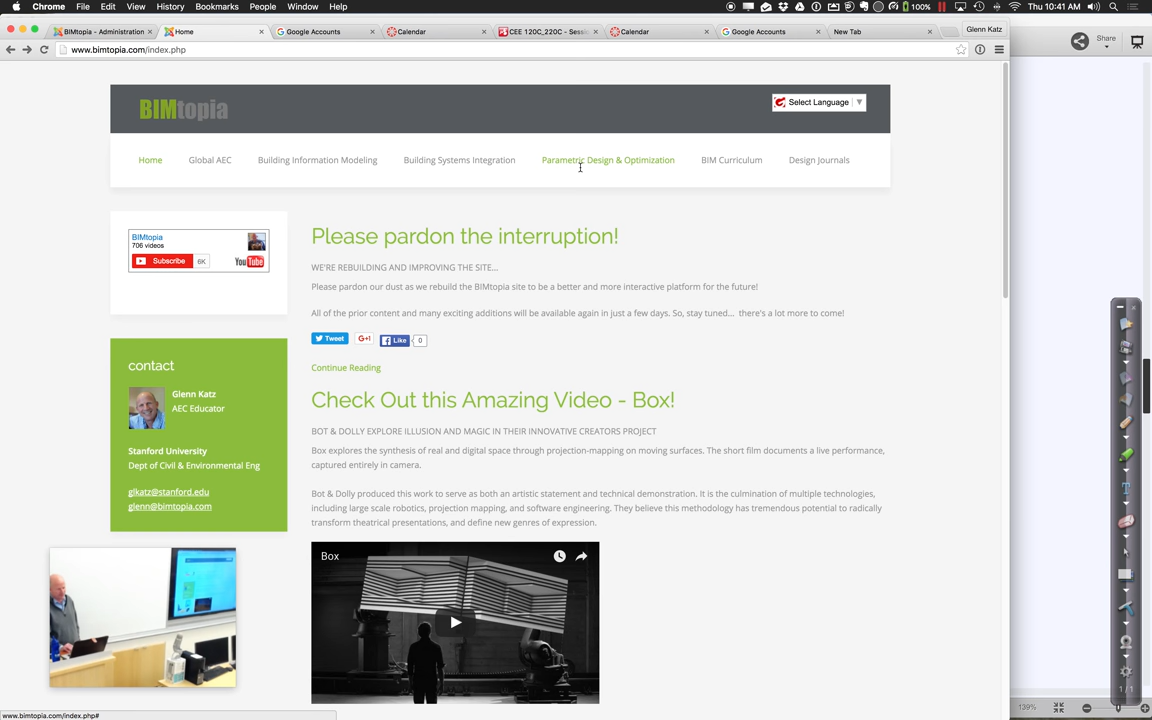 Chrome File Edit View History Bookmarks People Window Help 100% Thu 10:41 AM
BIMtopia - Administration Home Google Accounts Calendar CEE 120C_220C - Sessi Calendar Google Accounts New Tab Glenn Katz
www.bimtopia.com/index.php
Share
BIMtopia
Select Language
Home Global AEC Building Information Modeling Building Systems Integration Parametric Design & Optimization BIM Curriculum Design Journals
BIMtopia
706 videos
Subscribe 6K YouTube
Please pardon the interruption!
WE'RE REBUILDING AND IMPROVING THE SITE...
Please pardon our dust as we rebuild the BIMtopia site to be a better and more interactive platform for the future!
All of the prior content and many exciting additions will be available again in just a few days. So, stay tuned... there's a lot more to come!
Tweet G+1 Like 0
Continue Reading
contact
Glenn Katz
AEC Educator
Stanford University
Dept of Civil & Environmental Eng
glkatz@stanford.edu
glenn@bimtopia.com
Check Out this Amazing Video - Box!
BOT & DOLLY EXPLORE ILLUSION AND MAGIC IN THEIR INNOVATIVE CREATORS PROJECT
Box explores the synthesis of real and digital space through projection-mapping on moving surfaces. The short film documents a live performance,
captured entirely in camera.
Bot & Dolly produced this work to serve as both an artistic statement and technical demonstration. It is the culmination of multiple technologies,
including large scale robotics, projection mapping, and software engineering. They believe this methodology has tremendous potential to radically
transform theatrical presentations, and define new genres of expression.
Box
1/1
139%
www.bimtopia.com/index.php#